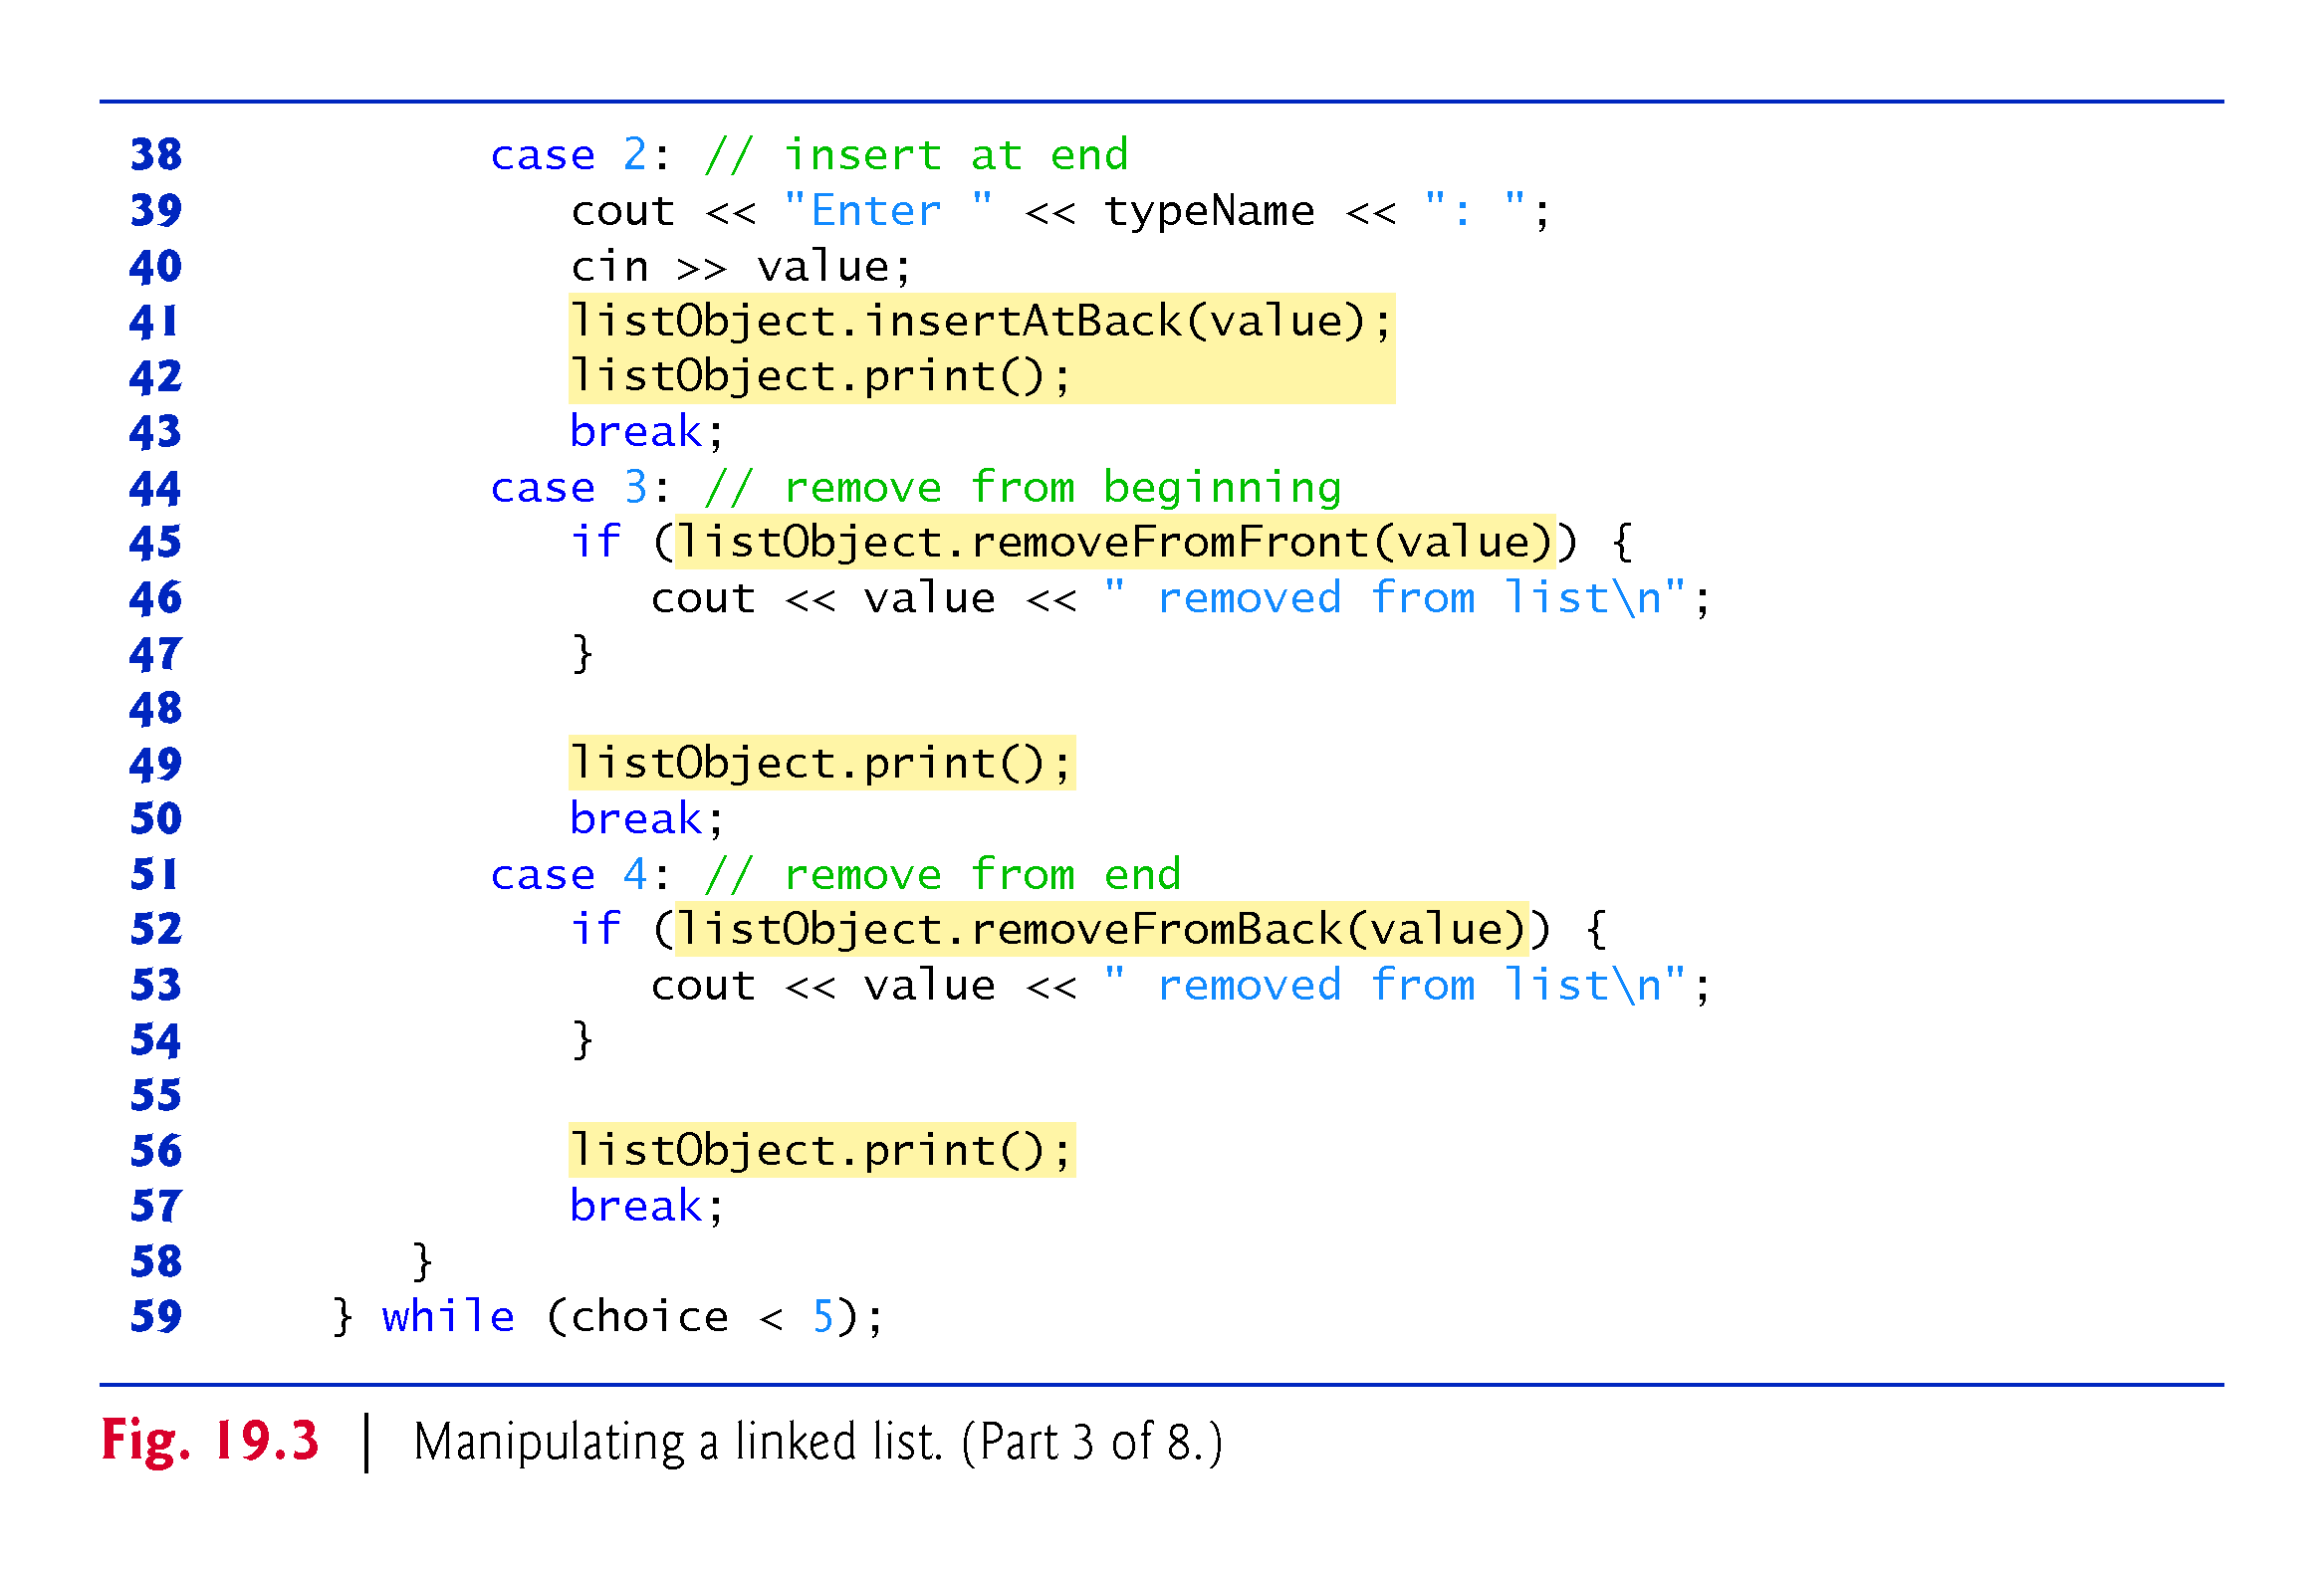 38            case 2: // insert at end
39               cout << "Enter " << typeName << ": ";
40               cin >> value;
41               listObject.insertAtBack(value);
42               listObject.print();
43               break;
44            case 3: // remove from beginning
45               if (listObject.removeFromFront(value)) {
46                  cout << value << " removed from list\n";
47               }
48
49               listObject.print();
50               break;
51            case 4: // remove from end
52               if (listObject.removeFromBack(value)) {
53                  cout << value << " removed from list\n";
54               }
55
56               listObject.print();
57               break;
58         }
59      } while (choice < 5);
Fig. 19.3 | Manipulating a linked list. (Part 3 of 8.)